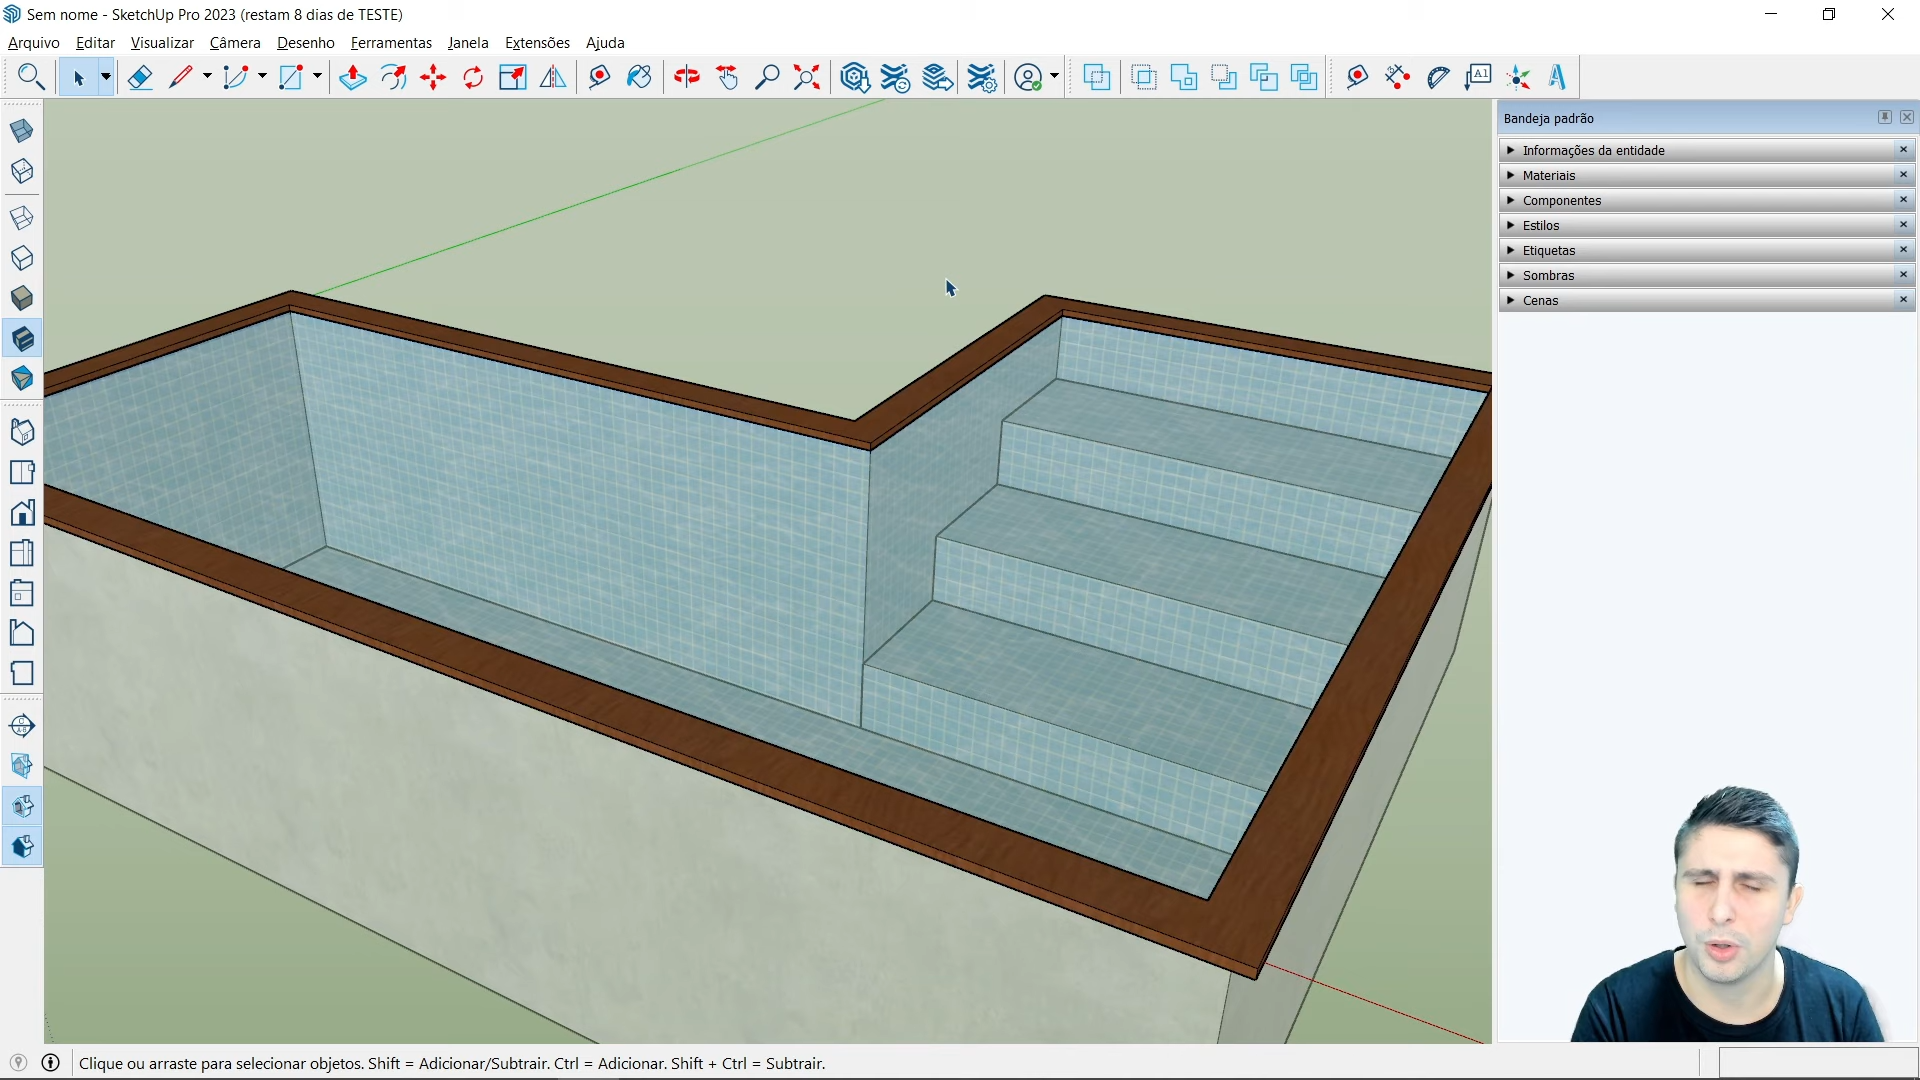 Sem nome - SketchUp Pro 2023 (restam 8 dias de TESTE)
Arquivo Editar Visualizar Câmera Desenho Ferramentas Janela Extensões Ajuda
A1
Bandeja padrão
Informações da entidade
Materiais
Componentes
Estilos
Etiquetas
Sombras
Cenas
Clique ou arraste para selecionar objetos. Shift = Adicionar/Subtrair. Ctrl = Adicionar. Shift + Ctrl = Subtrair.